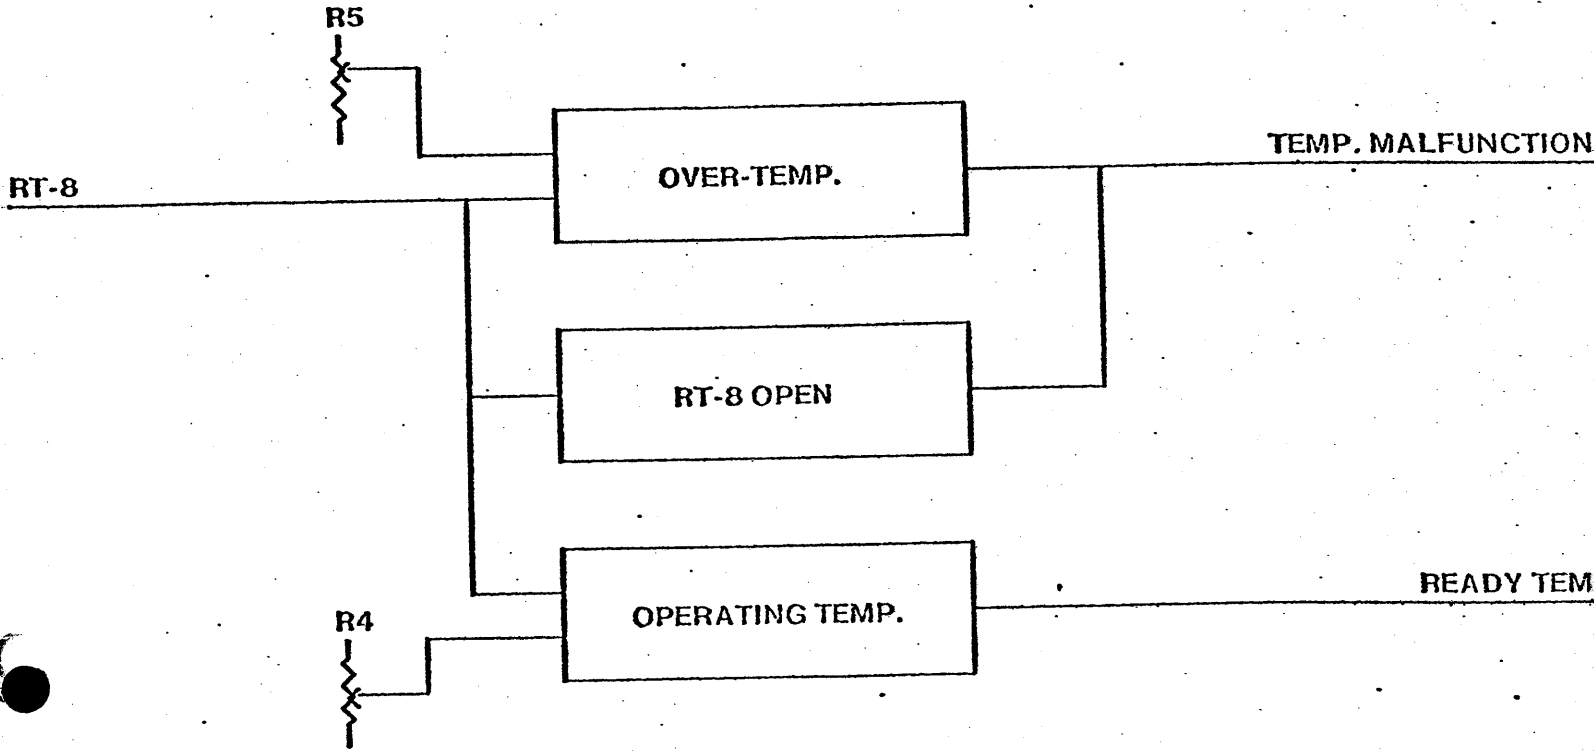 R5
TEMP. MALFUNCTION
OVER-TEMP.
RT-8
RT-8 OPEN
READY TEM
OPERATING TEMP.
R4